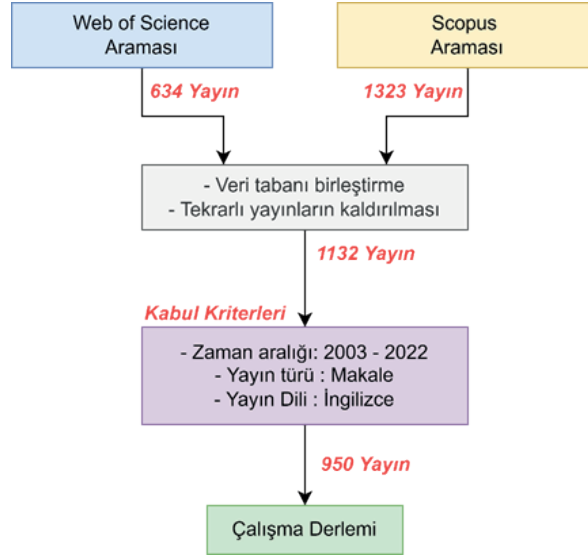 Web of Science
Araması
Scopus
Araması
634 Yayın
1323 Yayın
- Veri tabanı birleştirme
- Tekrarlı yayınların kaldırılması
1132 Yayın
Kabul Kriterleri
- Zaman aralığı: 2003 - 2022
- Yayın türü : Makale
- Yayın Dili : İngilizce
950 Yayın
Çalışma Derlemi